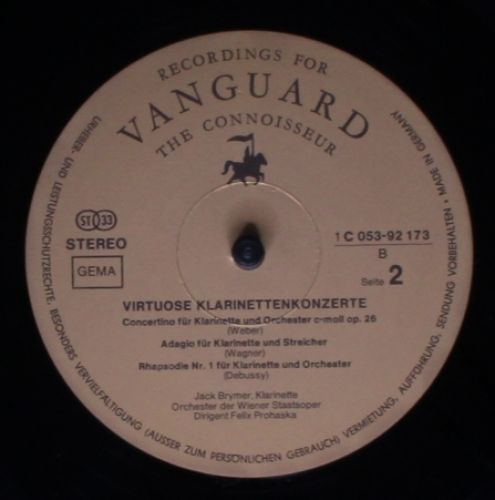 RECORDINGS FOR
VANGUARD
THE CONNOISSEUR
ST 33
STEREO
GEMA
1 C 053-92 173
B
Seite 2
VIRTUOSE KLARINETTENKONZERTE
Concertino für Klarinette und Orchester c-moll op. 26
(Weber)
Adagio für Klarinette und Streicher
(Wagner)
Rhapsodie Nr. 1 für Klarinette und Orchester
(Debussy)
Jack Brymer, Klarinette
Orchester der Wiener Staatsoper
Dirigent Felix Prohaska
URHEBER- UND LEISTUNGSSCHUTZRECHTE, BESONDERS VERVIELFÄLTIGUNG (AUSSER ZUM PERSÖNLICHEN GEBRAUCH) VERMIETUNG, AUFFÜHRUNG, SENDUNG VORBEHALTEN • MADE IN GERMANY